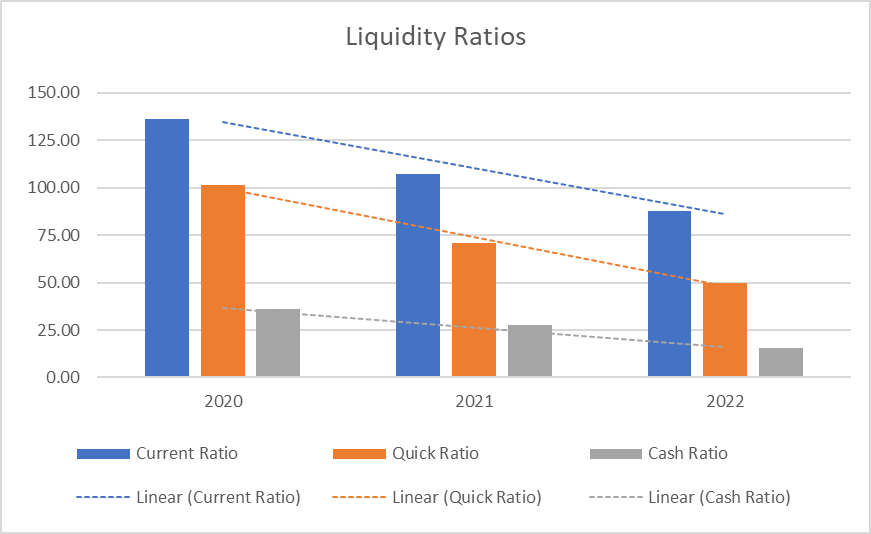 Liquidity Ratios
150.00
125.00
100.00
75.00
50.00
25.00
0.00
2020 2021 2022
Current Ratio Quick Ratio Cash Ratio
Linear (Current Ratio) Linear (Quick Ratio) Linear (Cash Ratio)